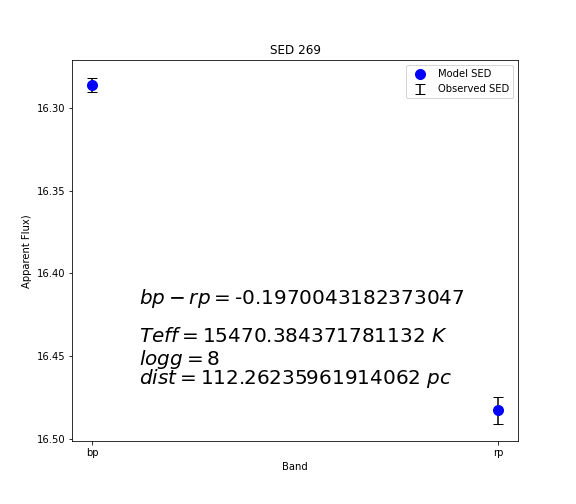 SED 269
Model SED
Observed SED
16.30
16.35
16.40
16.45
16.50
Apparent Flux)
bp − rp = -0.1970043182373047
Teff = 15470.384371781132 K
logg = 8
dist = 112.26235961914062 pc
bp
rp
Band